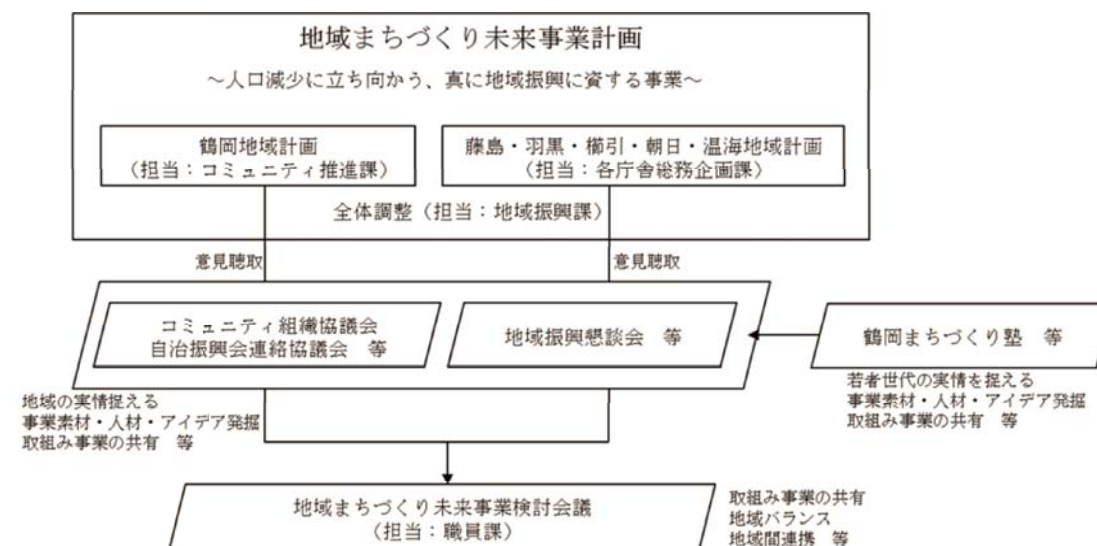 地域まちづくり未来事業計画
～人口減少に立ち向かう、真に地域振興に資する事業～
鶴岡地域計画
（担当：コミュニティ推進課）
藤島・羽黒・櫛引・朝日・温海地域計画
（担当：各庁舎総務企画課）
全体調整（担当：地域振興課）
意見聴取
意見聴取
コミュニティ組織協議会
自治振興会連絡協議会　等
地域振興懇談会　等
鶴岡まちづくり塾　等
地域の実情捉える
事業素材・人材・アイデア発掘
取組み事業の共有　等
若者世代の実情を捉える
事業素材・人材・アイデア発掘
取組み事業の共有　等
地域まちづくり未来事業検討会議
（担当：職員課）
取組み事業の共有
地域バランス
地域間連携　等